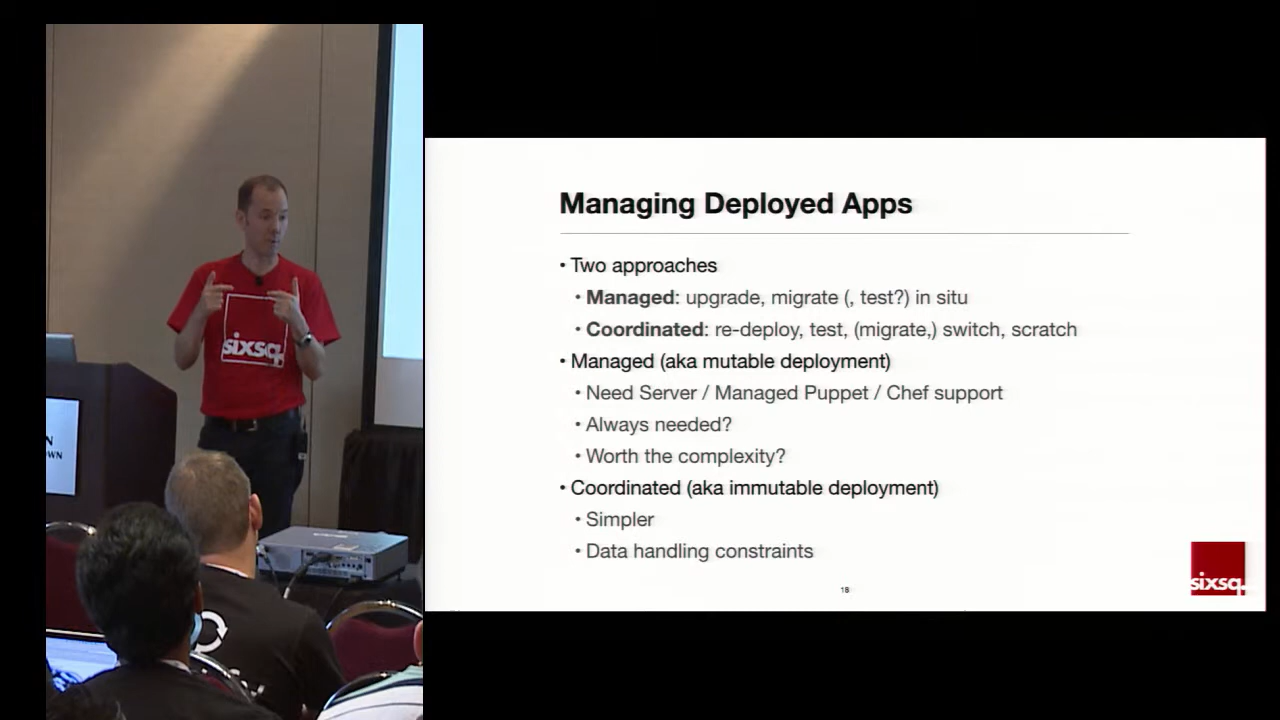 sixsq.
N
OWN
Managing Deployed Apps
• Two approaches
• Managed: upgrade, migrate (, test?) in situ
• Coordinated: re-deploy, test, (migrate,) switch, scratch
• Managed (aka mutable deployment)
• Need Server / Managed Puppet / Chef support
• Always needed?
• Worth the complexity?
• Coordinated (aka immutable deployment)
• Simpler
• Data handling constraints
18
sixsq.